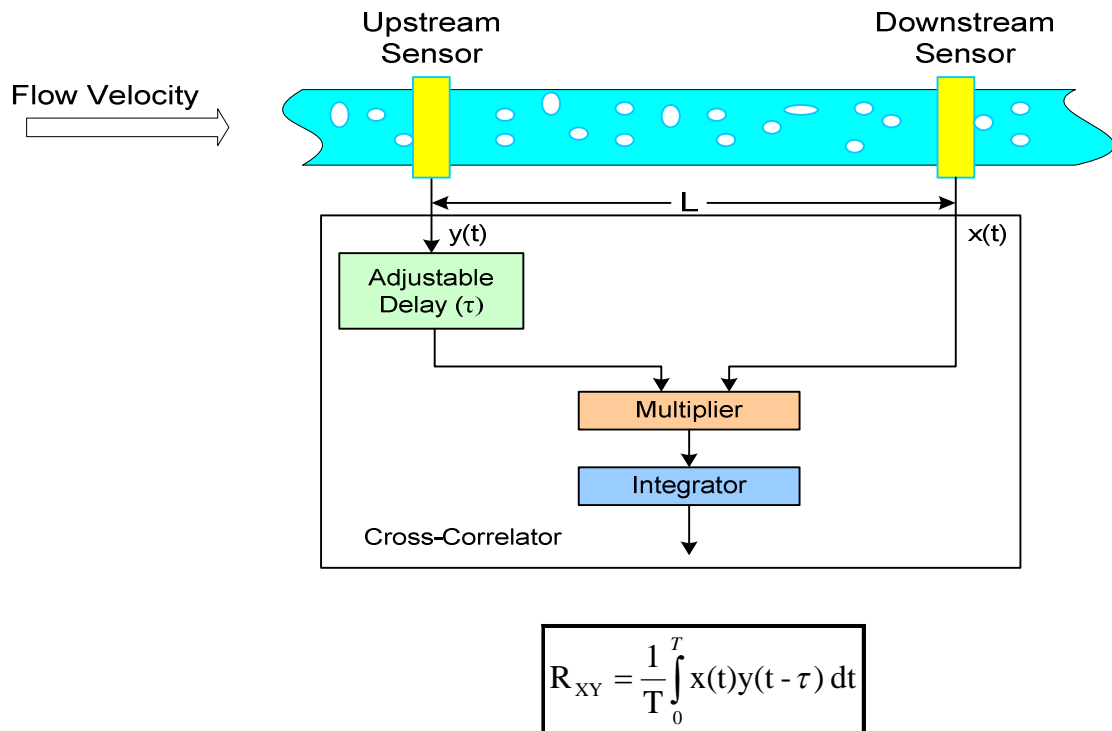 Upstream
Sensor
Downstream
Sensor
Flow Velocity
L
y(t)
x(t)
Adjustable
Delay (τ)
Multiplier
Integrator
Cross-Correlator
R_XY = 1/T ∫_0^T x(t)y(t - τ) dt